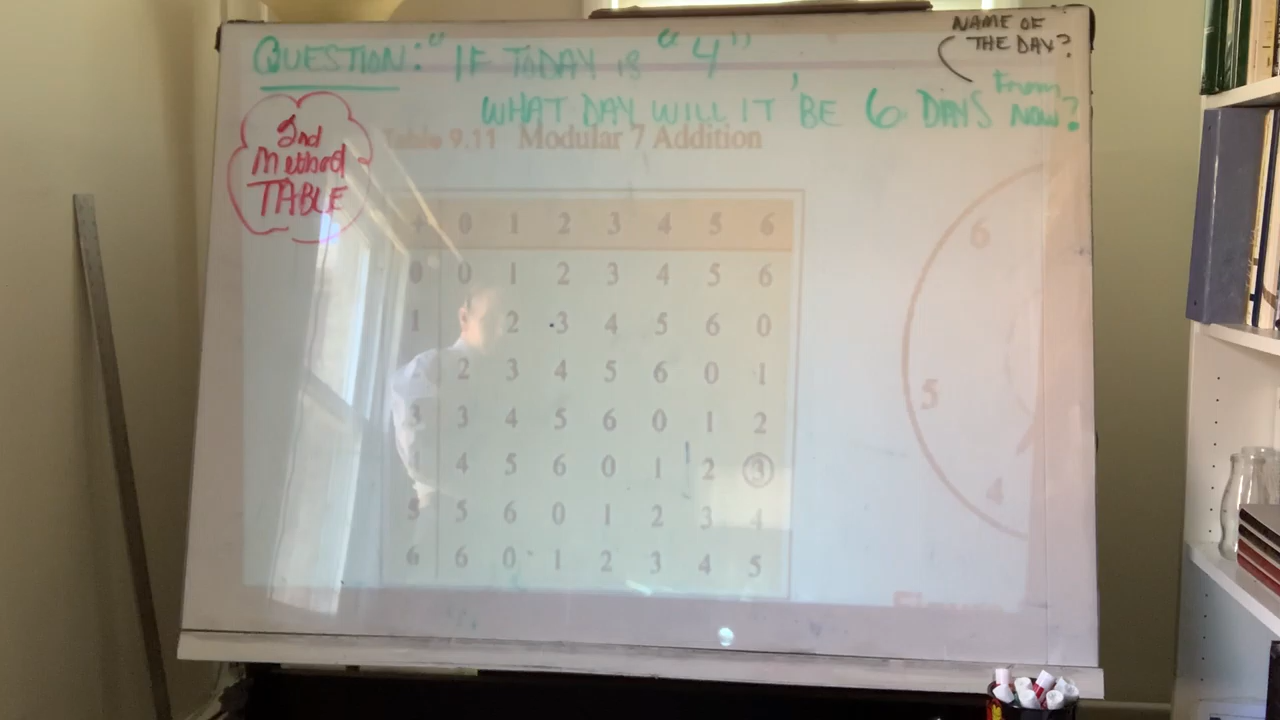 NAME OF
THE DAY?
QUESTION: "IF TODAY IS "4",
WHAT DAY WILL IT BE 6 DAYS From NOW?
2nd
Method
TABLE
Table 9.11 Modular 7 Addition
+ 0 1 2 3 4 5 6
0 0 1 2 3 4 5 6
1 2 3 4 5 6 0
2 3 4 5 6 0 1
3 3 4 5 6 0 1 2
4 5 6 0 1 2 3
5 5 6 0 1 2 3 4
6 6 0 1 2 3 4 5
6
5
4